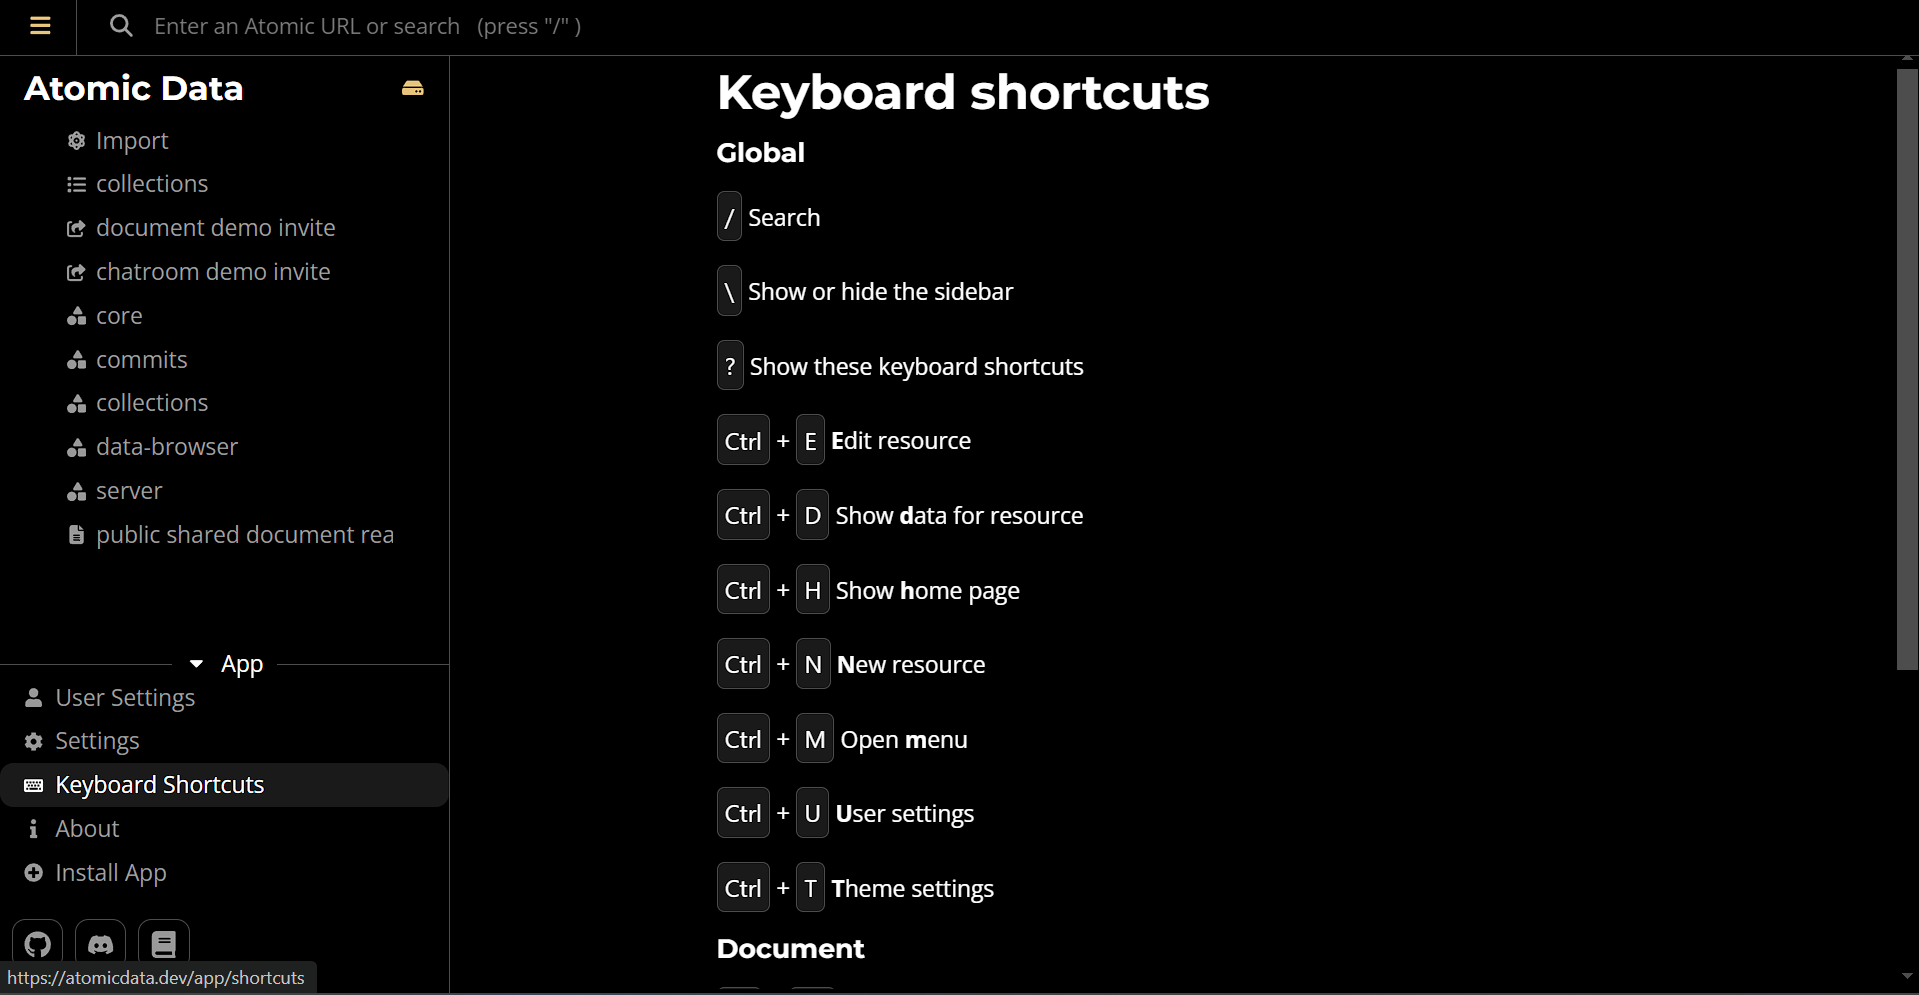 Enter an Atomic URL or search (press "/" )
Atomic Data
Import
collections
document demo invite
chatroom demo invite
core
commits
collections
data-browser
server
public shared document rea
App
User Settings
Settings
Keyboard Shortcuts
About
Install App
https://atomicdata.dev/app/shortcuts
Keyboard shortcuts
Global
/ Search
\ Show or hide the sidebar
? Show these keyboard shortcuts
Ctrl + E Edit resource
Ctrl + D Show data for resource
Ctrl + H Show home page
Ctrl + N New resource
Ctrl + M Open menu
Ctrl + U User settings
Ctrl + T Theme settings
Document